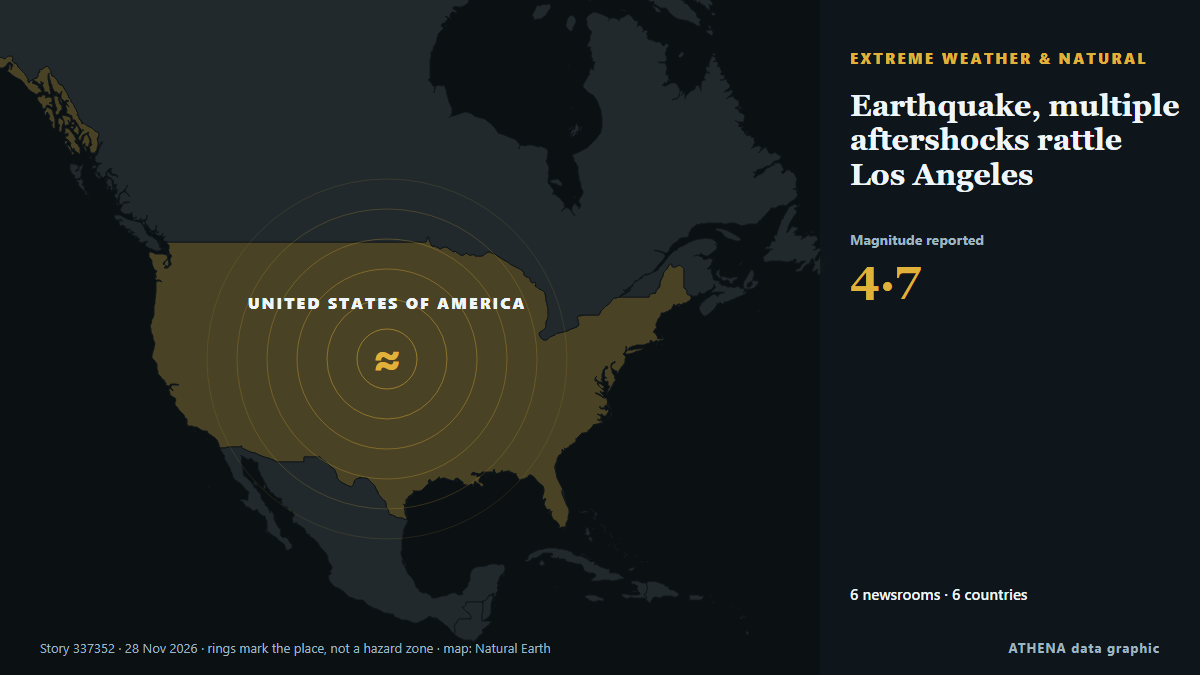 EXTREME WEATHER & NATURAL
Earthquake, multiple
aftershocks rattle
Los Angeles
Magnitude reported
4·7
UNITED STATES OF AMERICA
≈
6 newsrooms · 6 countries
Story 337352 · 28 Nov 2026 · rings mark the place, not a hazard zone · map: Natural Earth
ATHENA data graphic